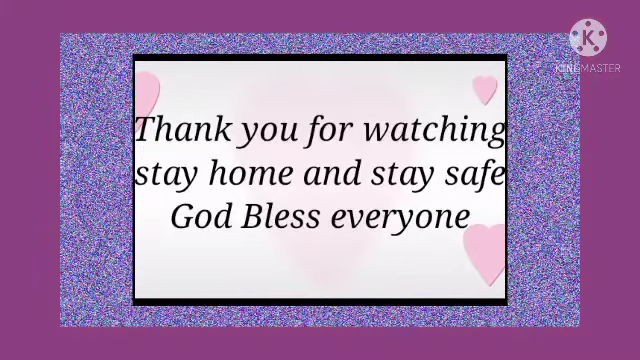 KINEMASTER
Thank you for watching
stay home and stay safe
God Bless everyone